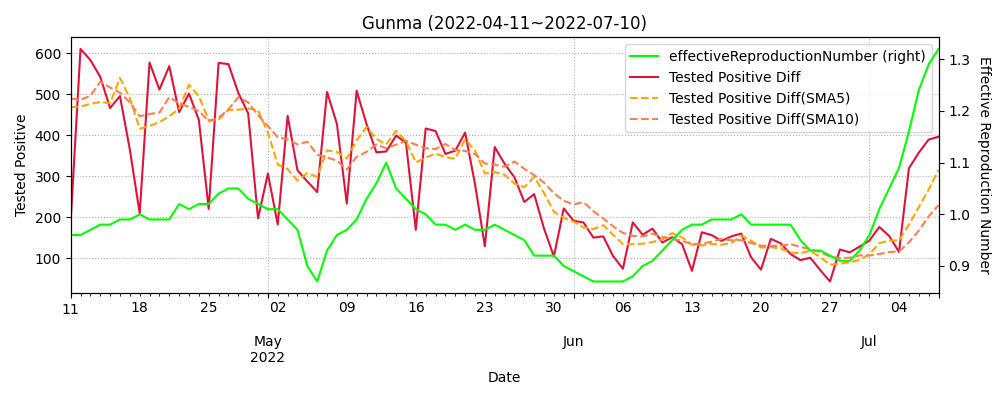 Gunma (2022-04-11~2022-07-10)
effectiveReproductionNumber (right)
Tested Positive Diff
Tested Positive Diff(SMA5)
Tested Positive Diff(SMA10)
Tested Positive
600
500
400
300
200
100
Effective Reproduction Number
1.3
1.2
1.1
1.0
0.9
11 18 25 02 09 16 23 30 06 13 20 27 04
May Jun Jul
2022
Date